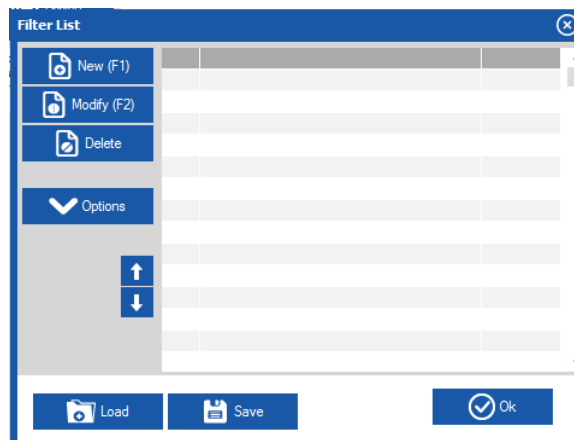 Filter List
New (F1)
Modify (F2)
Delete
Options
Load
Save
Ok